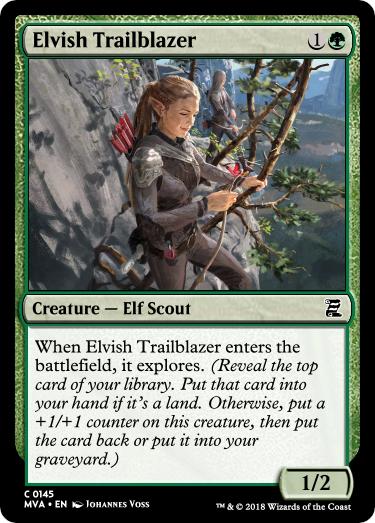 Elvish Trailblazer 1
Creature — Elf Scout
When Elvish Trailblazer enters the
battlefield, it explores. (Reveal the top
card of your library. Put that card into
your hand if it's a land. Otherwise, put a
+1/+1 counter on this creature, then put
the card back or put it into your
graveyard.)
1/2
C 0145
MVA • EN Johannes Voss
™ & © 2018 Wizards of the Coast